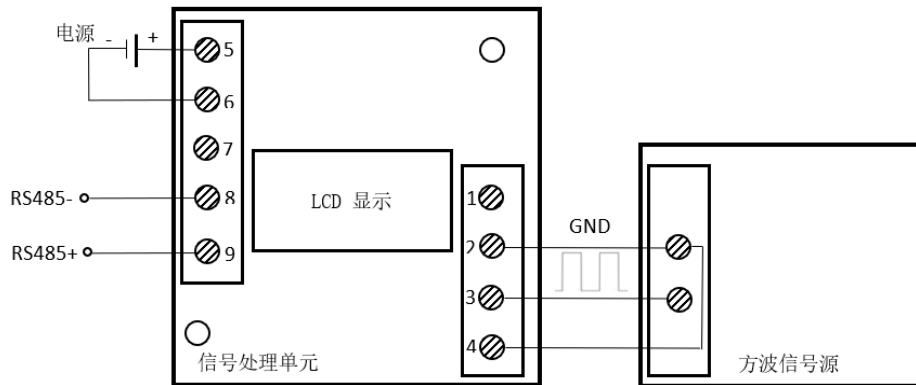 电源 - + 5
6
7
RS485- 8
RS485+ 9
LCD 显示
1
2
3
4
GND
信号处理单元
方波信号源